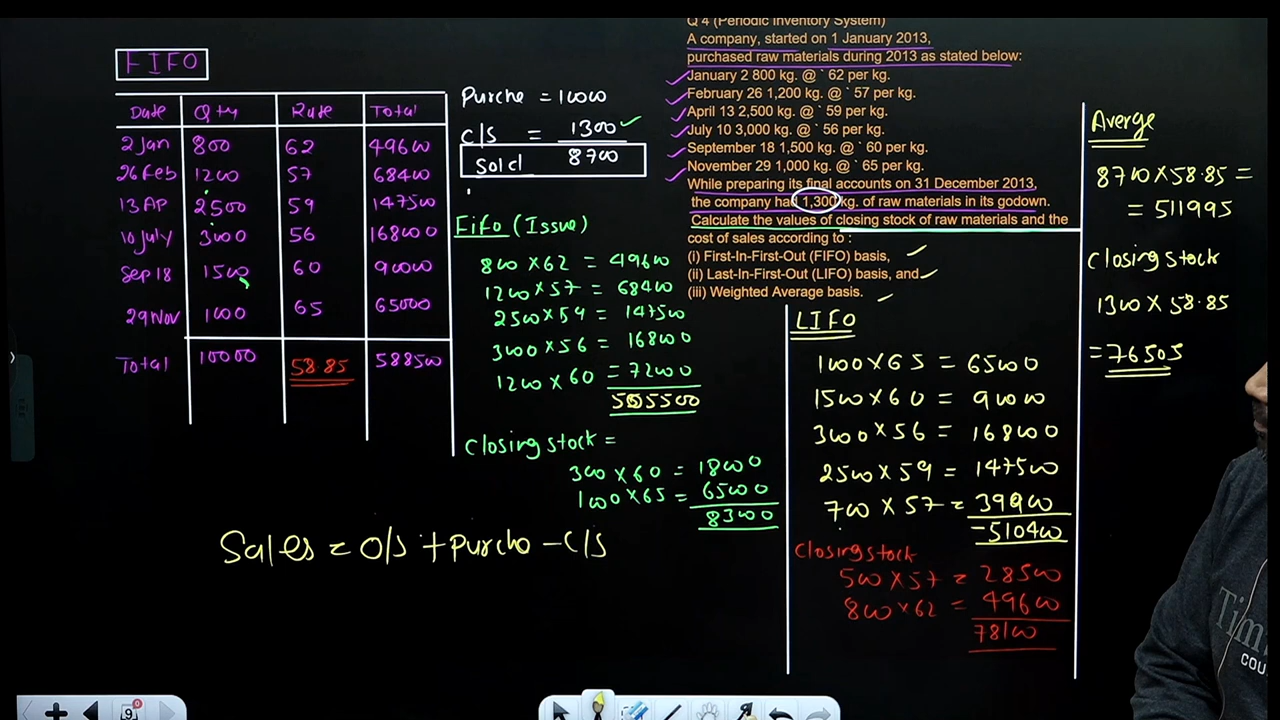 FIFO
Date Qty Rate Total
2 Jan 800 62 49600
26 Feb 1200 57 68400
13 AP 2500 59 147500
10 July 3000 56 168000
Sep 18 1500 60 90000
29 Nov 1000 65 65000
Total 10000 58.85 588500
Purche = 10000
C/S = 1300
Sold 8700
Fifo (Issue)
800 × 62 = 49600
1200 × 57 = 68400
2500 × 59 = 147500
3000 × 56 = 168000
1200 × 60 = 72000
505500
Closing stock =
300 × 60 = 18000
1000 × 65 = 65000
83000
Sales = O/S + Purcho - C/S
Q 4 (Periodic Inventory System)
A company, started on 1 January 2013,
purchased raw materials during 2013 as stated below:
January 2 800 kg. @ ` 62 per kg.
February 26 1,200 kg. @ ` 57 per kg.
April 13 2,500 kg. @ ` 59 per kg.
July 10 3,000 kg. @ ` 56 per kg.
September 18 1,500 kg. @ ` 60 per kg.
November 29 1,000 kg. @ ` 65 per kg.
While preparing its final accounts on 31 December 2013,
the company had 1,300 kg. of raw materials in its godown.
Calculate the values of closing stock of raw materials and the
cost of sales according to :
(i) First-In-First-Out (FIFO) basis,
(ii) Last-In-First-Out (LIFO) basis, and
(iii) Weighted Average basis.
LIFO
1000 × 65 = 65000
1500 × 60 = 90000
3000 × 56 = 168000
2500 × 59 = 147500
700 × 57 = 39900
= 510400
Closing stock
500 × 57 = 28500
800 × 62 = 49600
78100
Averge
8700 × 58.85 =
= 511995
Closing stock
1300 × 58.85
= 76505
Tim
COU
9